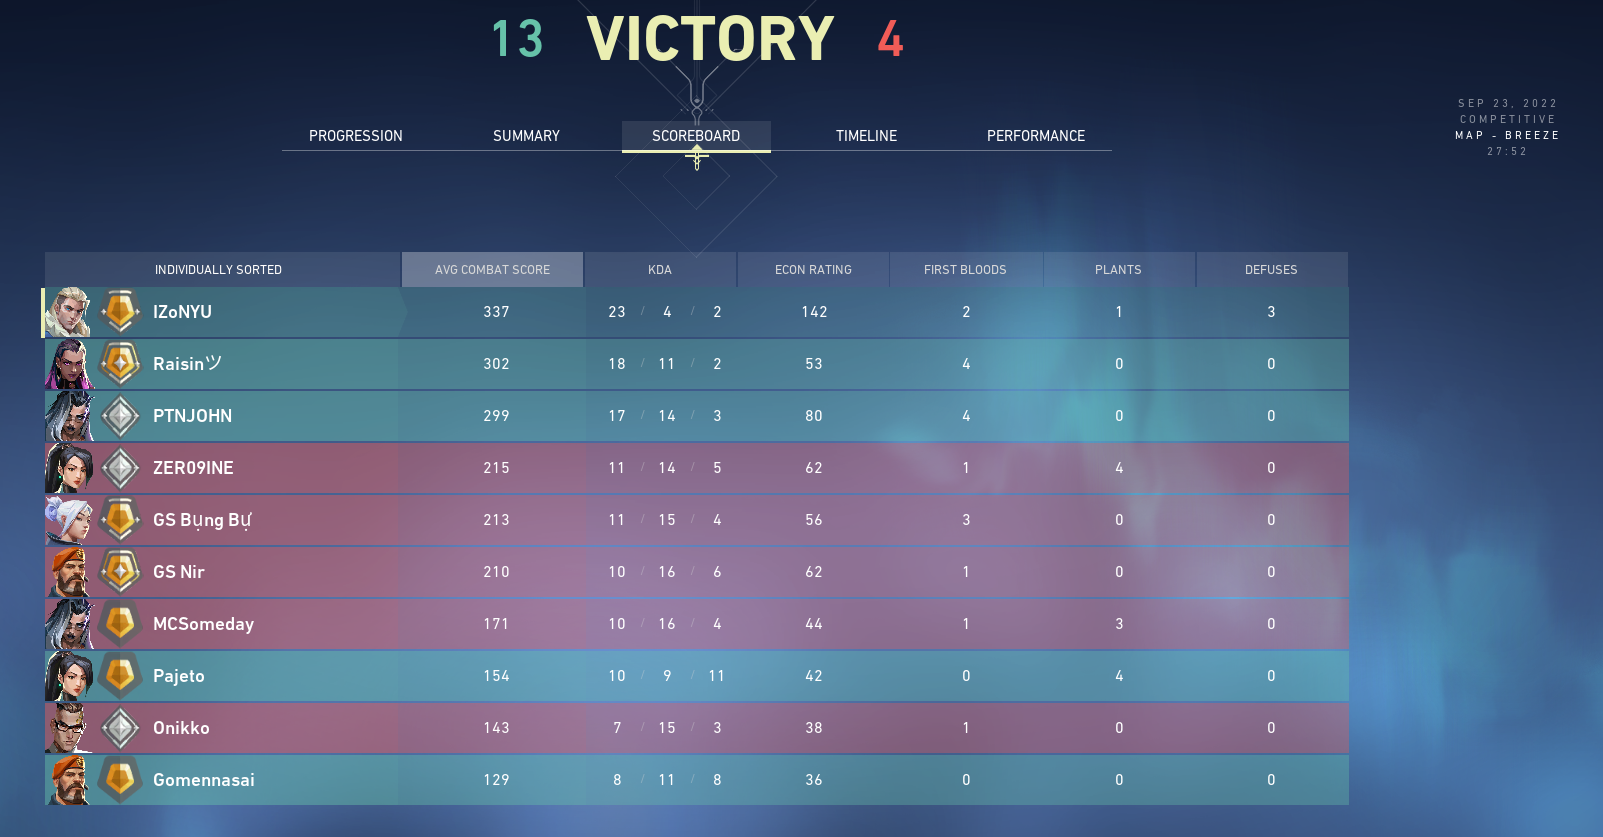 13 VICTORY 4
SEP 23, 2022
COMPETITIVE
MAP - BREEZE
27:52
PROGRESSION SUMMARY SCOREBOARD TIMELINE PERFORMANCE
INDIVIDUALLY SORTED AVG COMBAT SCORE KDA ECON RATING FIRST BLOODS PLANTS DEFUSES
IZoNYU 337 23 / 4 / 2 142 2 1 3
Raisinツ 302 18 / 11 / 2 53 4 0 0
PTNJOHN 299 17 / 14 / 3 80 4 0 0
ZER09INE 215 11 / 14 / 5 62 1 4 0
GS Bụng Bự 213 11 / 15 / 4 56 3 0 0
GS Nir 210 10 / 16 / 6 62 1 0 0
MCSomeday 171 10 / 16 / 4 44 1 3 0
Pajeto 154 10 / 9 / 11 42 0 4 0
Onikko 143 7 / 15 / 3 38 1 0 0
Gomennasai 129 8 / 11 / 8 36 0 0 0